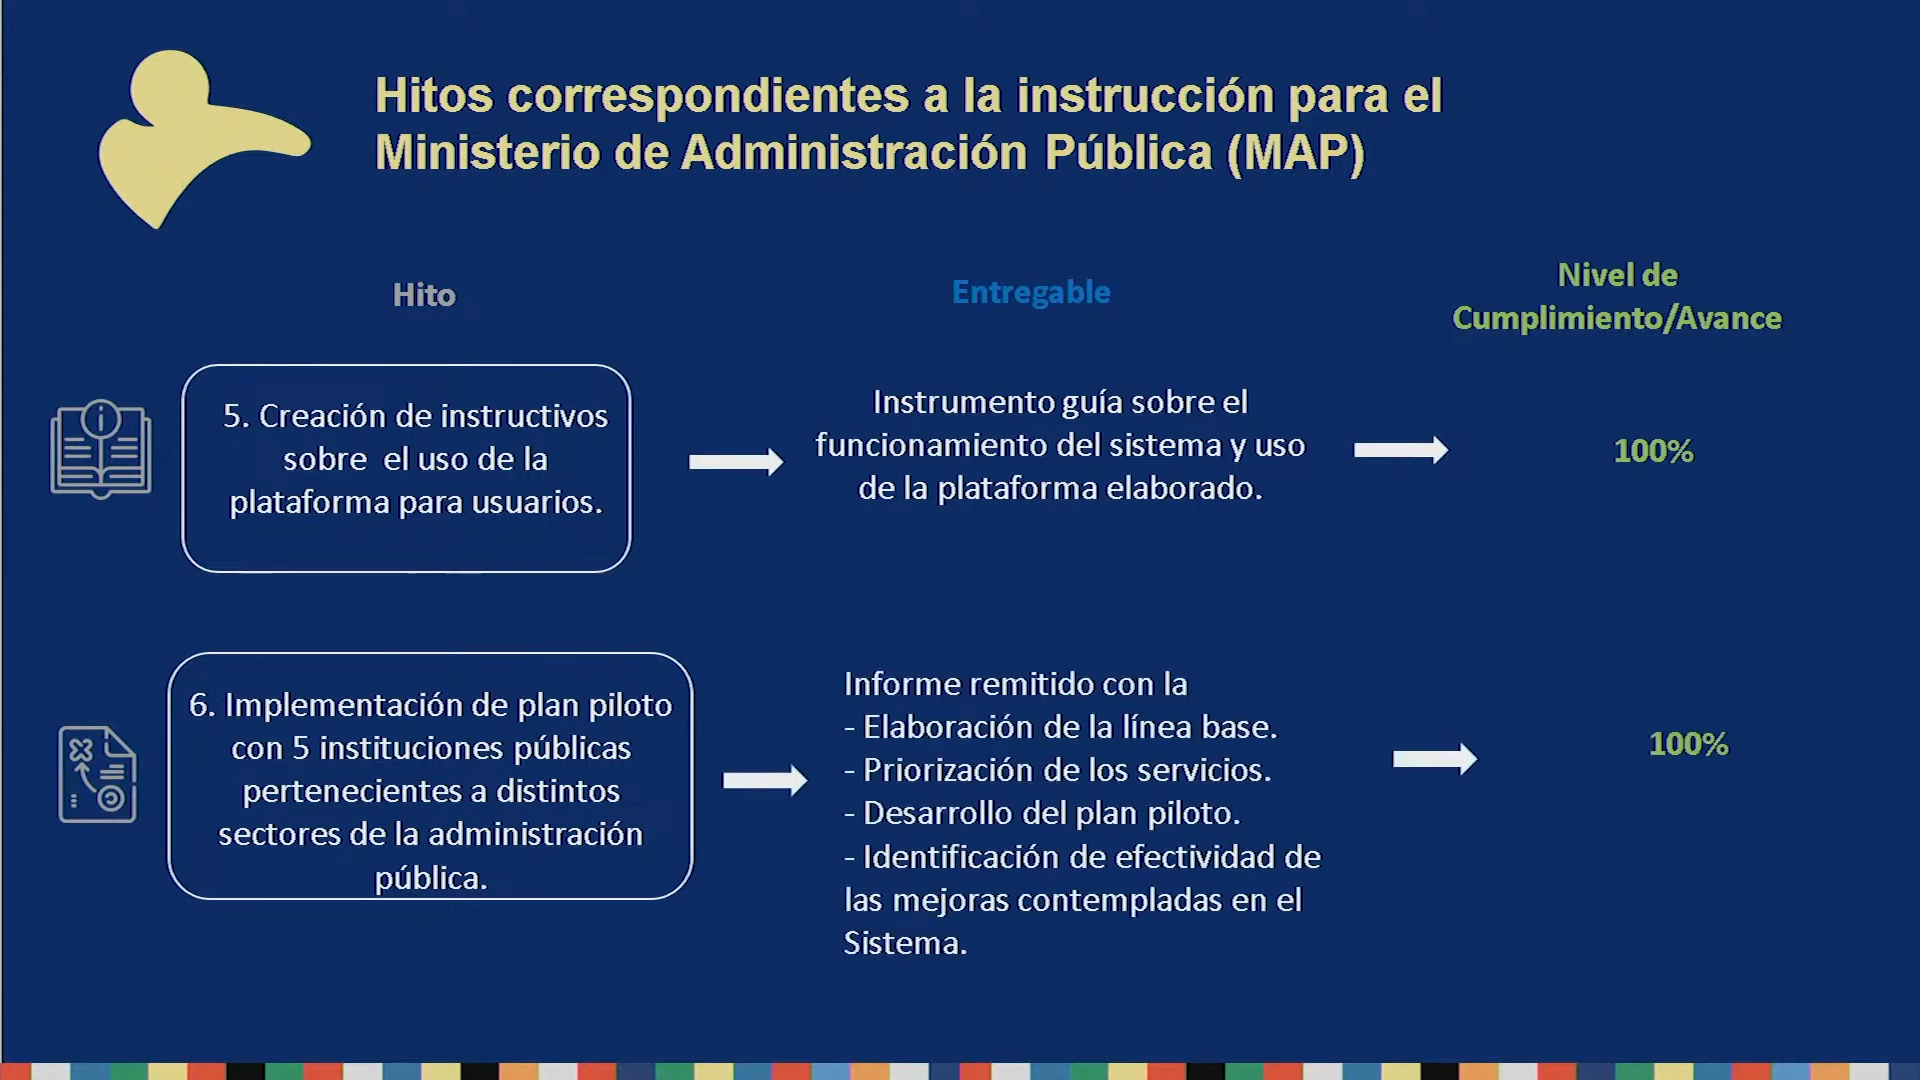 Hitos correspondientes a la instrucción para el
Ministerio de Administración Pública (MAP)
Hito
Entregable
Nivel de
Cumplimiento/Avance
5. Creación de instructivos
sobre  el uso de la
plataforma para usuarios.
Instrumento guía sobre el
funcionamiento del sistema y uso
de la plataforma elaborado.
100%
6. Implementación de plan piloto
con 5 instituciones públicas
pertenecientes a distintos
sectores de la administración
pública.
Informe remitido con la
- Elaboración de la línea base.
- Priorización de los servicios.
- Desarrollo del plan piloto.
- Identificación de efectividad de
las mejoras contempladas en el
Sistema.
100%